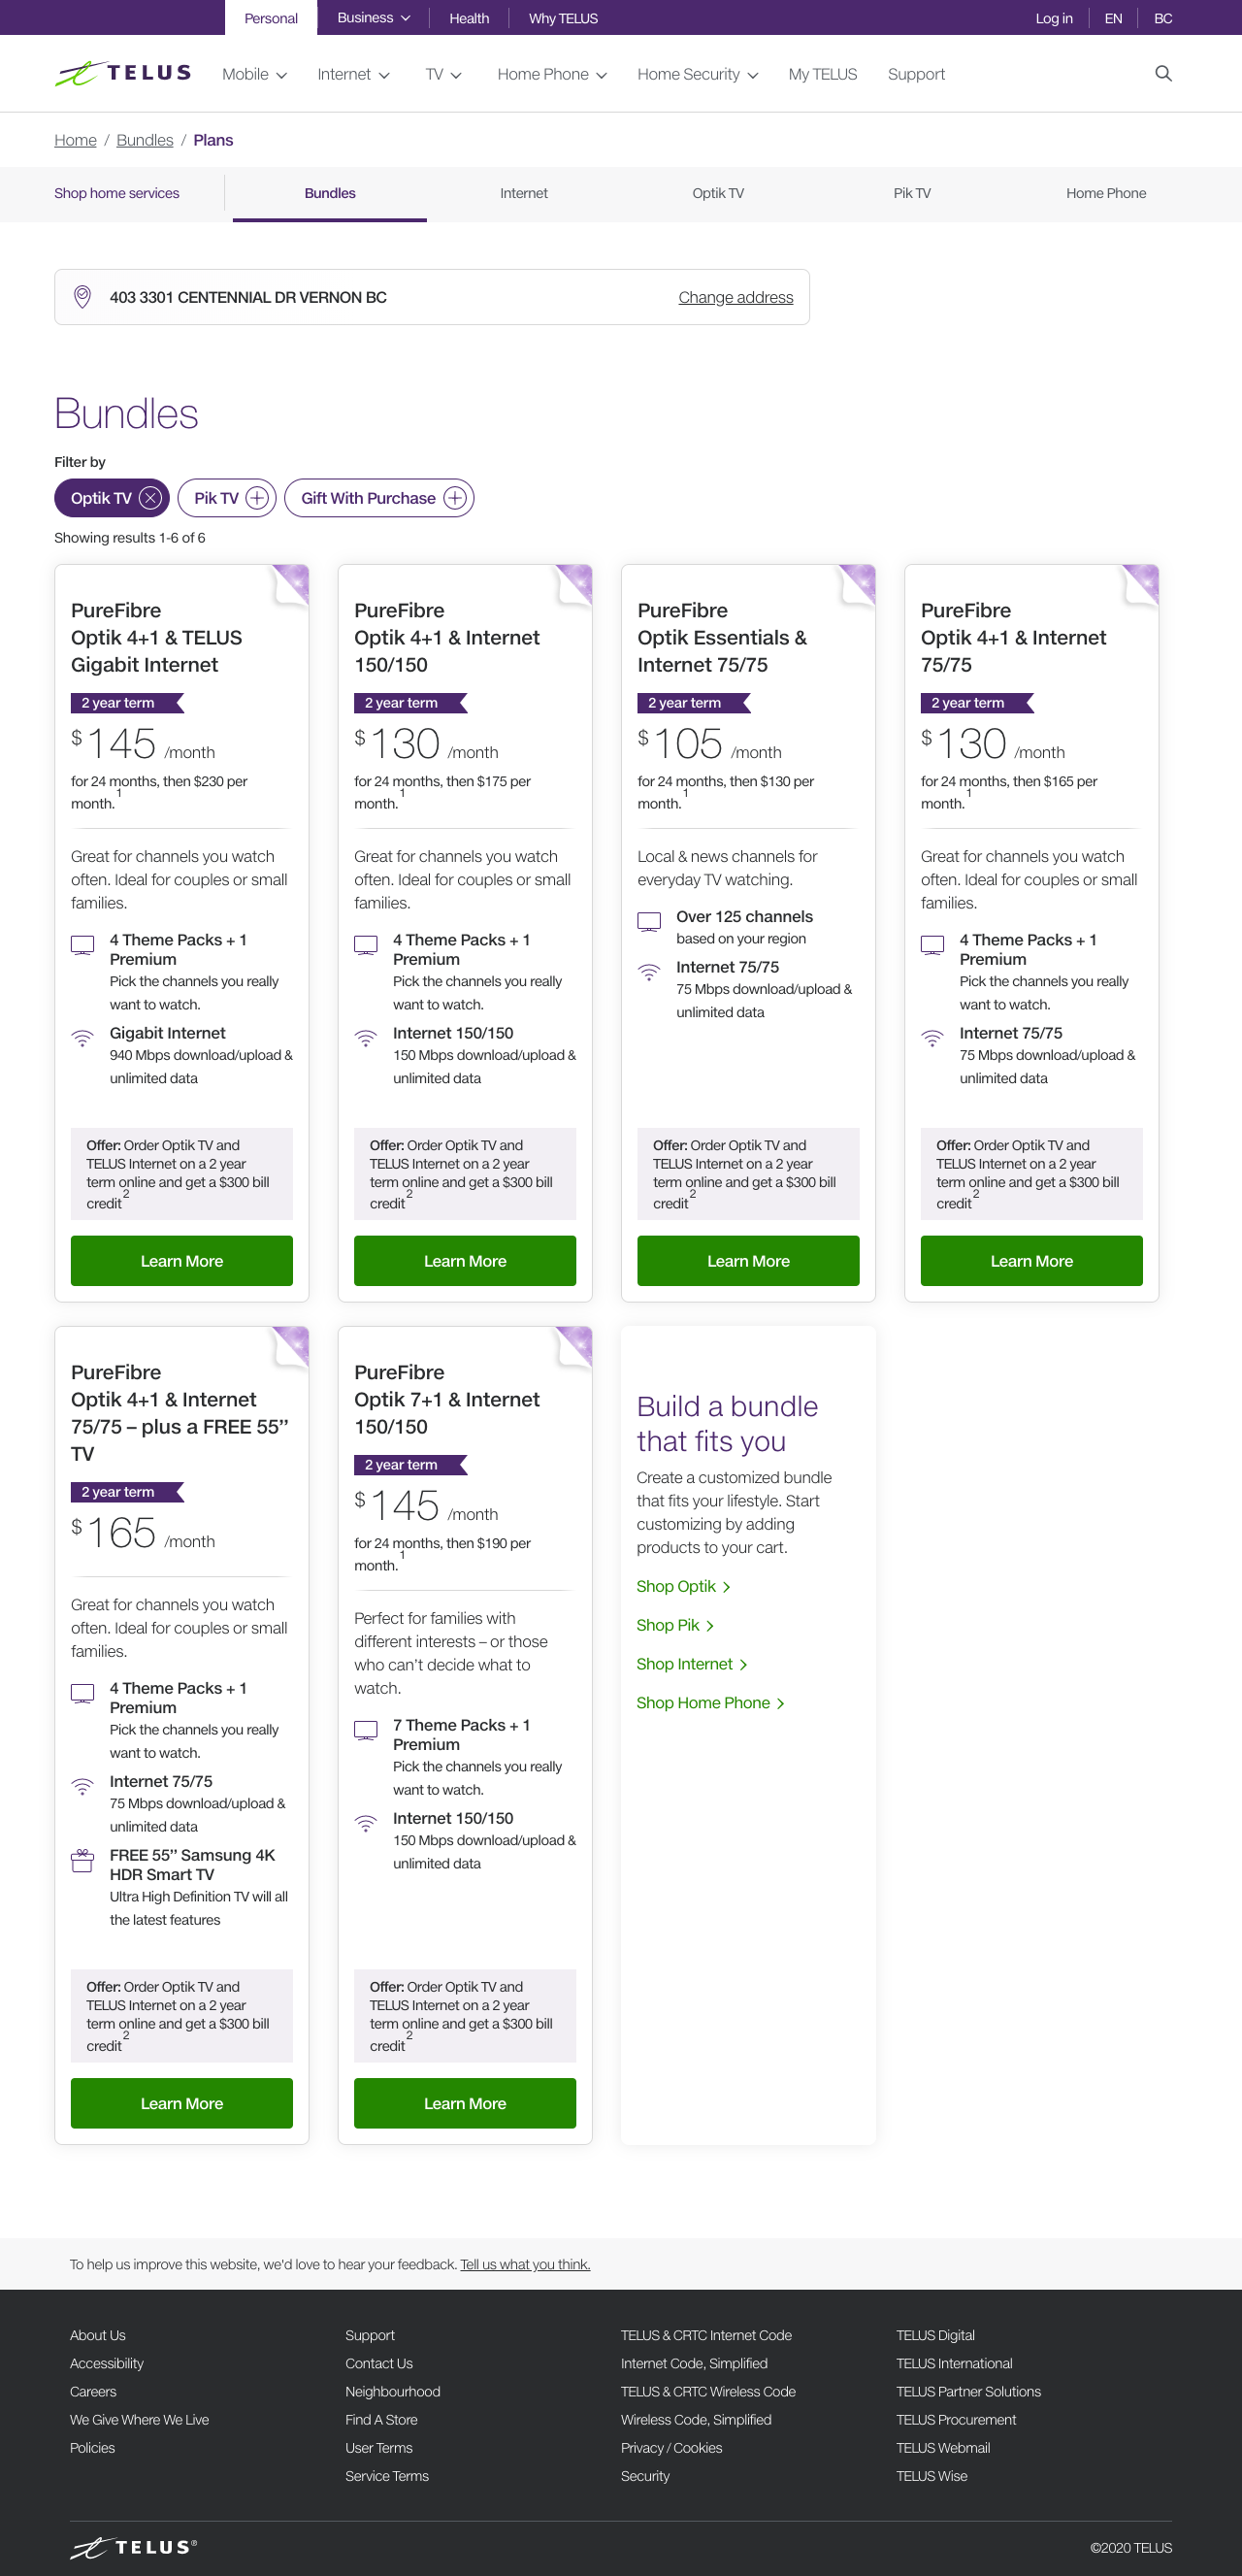 Personal Business Health Why TELUS Log in EN BC
TELUS Mobile Internet TV Home Phone Home Security My TELUS Support
Home / Bundles / Plans
Shop home services Bundles Internet Optik TV Pik TV Home Phone
403 3301 CENTENNIAL DR VERNON BC Change address
Bundles
Filter by
Optik TV Pik TV Gift With Purchase
Showing results 1-6 of 6
PureFibre
Optik 4+1 & TELUS
Gigabit Internet
2 year term
$145 /month
for 24 months, then $230 per
month.1
Great for channels you watch
often. Ideal for couples or small
families.
4 Theme Packs + 1
Premium
Pick the channels you really
want to watch.
Gigabit Internet
940 Mbps download/upload &
unlimited data
Offer: Order Optik TV and
TELUS Internet on a 2 year
term online and get a $300 bill
credit2
Learn More
PureFibre
Optik 4+1 & Internet
150/150
2 year term
$130 /month
for 24 months, then $175 per
month.1
Great for channels you watch
often. Ideal for couples or small
families.
4 Theme Packs + 1
Premium
Pick the channels you really
want to watch.
Internet 150/150
150 Mbps download/upload &
unlimited data
Offer: Order Optik TV and
TELUS Internet on a 2 year
term online and get a $300 bill
credit2
Learn More
PureFibre
Optik Essentials &
Internet 75/75
2 year term
$105 /month
for 24 months, then $130 per
month.1
Local & news channels for
everyday TV watching.
Over 125 channels
based on your region
Internet 75/75
75 Mbps download/upload &
unlimited data
Offer: Order Optik TV and
TELUS Internet on a 2 year
term online and get a $300 bill
credit2
Learn More
PureFibre
Optik 4+1 & Internet
75/75
2 year term
$130 /month
for 24 months, then $165 per
month.1
Great for channels you watch
often. Ideal for couples or small
families.
4 Theme Packs + 1
Premium
Pick the channels you really
want to watch.
Internet 75/75
75 Mbps download/upload &
unlimited data
Offer: Order Optik TV and
TELUS Internet on a 2 year
term online and get a $300 bill
credit2
Learn More
PureFibre
Optik 4+1 & Internet
75/75 – plus a FREE 55”
TV
2 year term
$165 /month
Great for channels you watch
often. Ideal for couples or small
families.
4 Theme Packs + 1
Premium
Pick the channels you really
want to watch.
Internet 75/75
75 Mbps download/upload &
unlimited data
FREE 55” Samsung 4K
HDR Smart TV
Ultra High Definition TV will all
the latest features
Offer: Order Optik TV and
TELUS Internet on a 2 year
term online and get a $300 bill
credit2
Learn More
PureFibre
Optik 7+1 & Internet
150/150
2 year term
$145 /month
for 24 months, then $190 per
month.1
Perfect for families with
different interests – or those
who can't decide what to
watch.
7 Theme Packs + 1
Premium
Pick the channels you really
want to watch.
Internet 150/150
150 Mbps download/upload &
unlimited data
Offer: Order Optik TV and
TELUS Internet on a 2 year
term online and get a $300 bill
credit2
Learn More
Build a bundle
that fits you
Create a customized bundle
that fits your lifestyle. Start
customizing by adding
products to your cart.
Shop Optik
Shop Pik
Shop Internet
Shop Home Phone
To help us improve this website, we'd love to hear your feedback. Tell us what you think.
About Us
Accessibility
Careers
We Give Where We Live
Policies
Support
Contact Us
Neighbourhood
Find A Store
User Terms
Service Terms
TELUS & CRTC Internet Code
Internet Code, Simplified
TELUS & CRTC Wireless Code
Wireless Code, Simplified
Privacy / Cookies
Security
TELUS Digital
TELUS International
TELUS Partner Solutions
TELUS Procurement
TELUS Webmail
TELUS Wise
TELUS® ©2020 TELUS